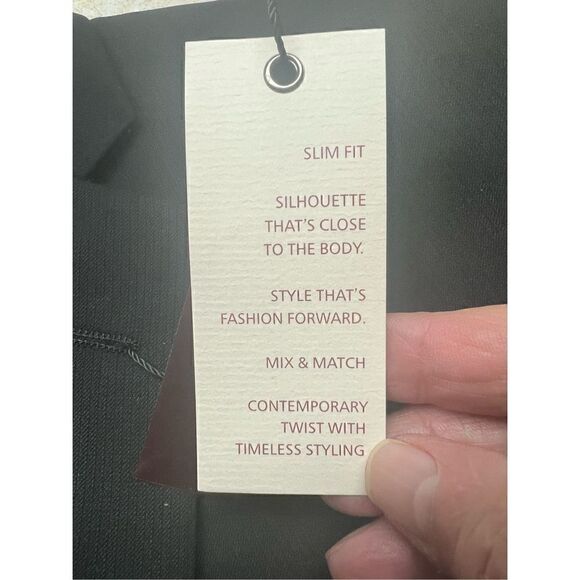 SLIM FIT
SILHOUETTE
THAT'S CLOSE
TO THE BODY.
STYLE THAT'S
FASHION FORWARD.
MIX & MATCH
CONTEMPORARY
TWIST WITH
TIMELESS STYLING